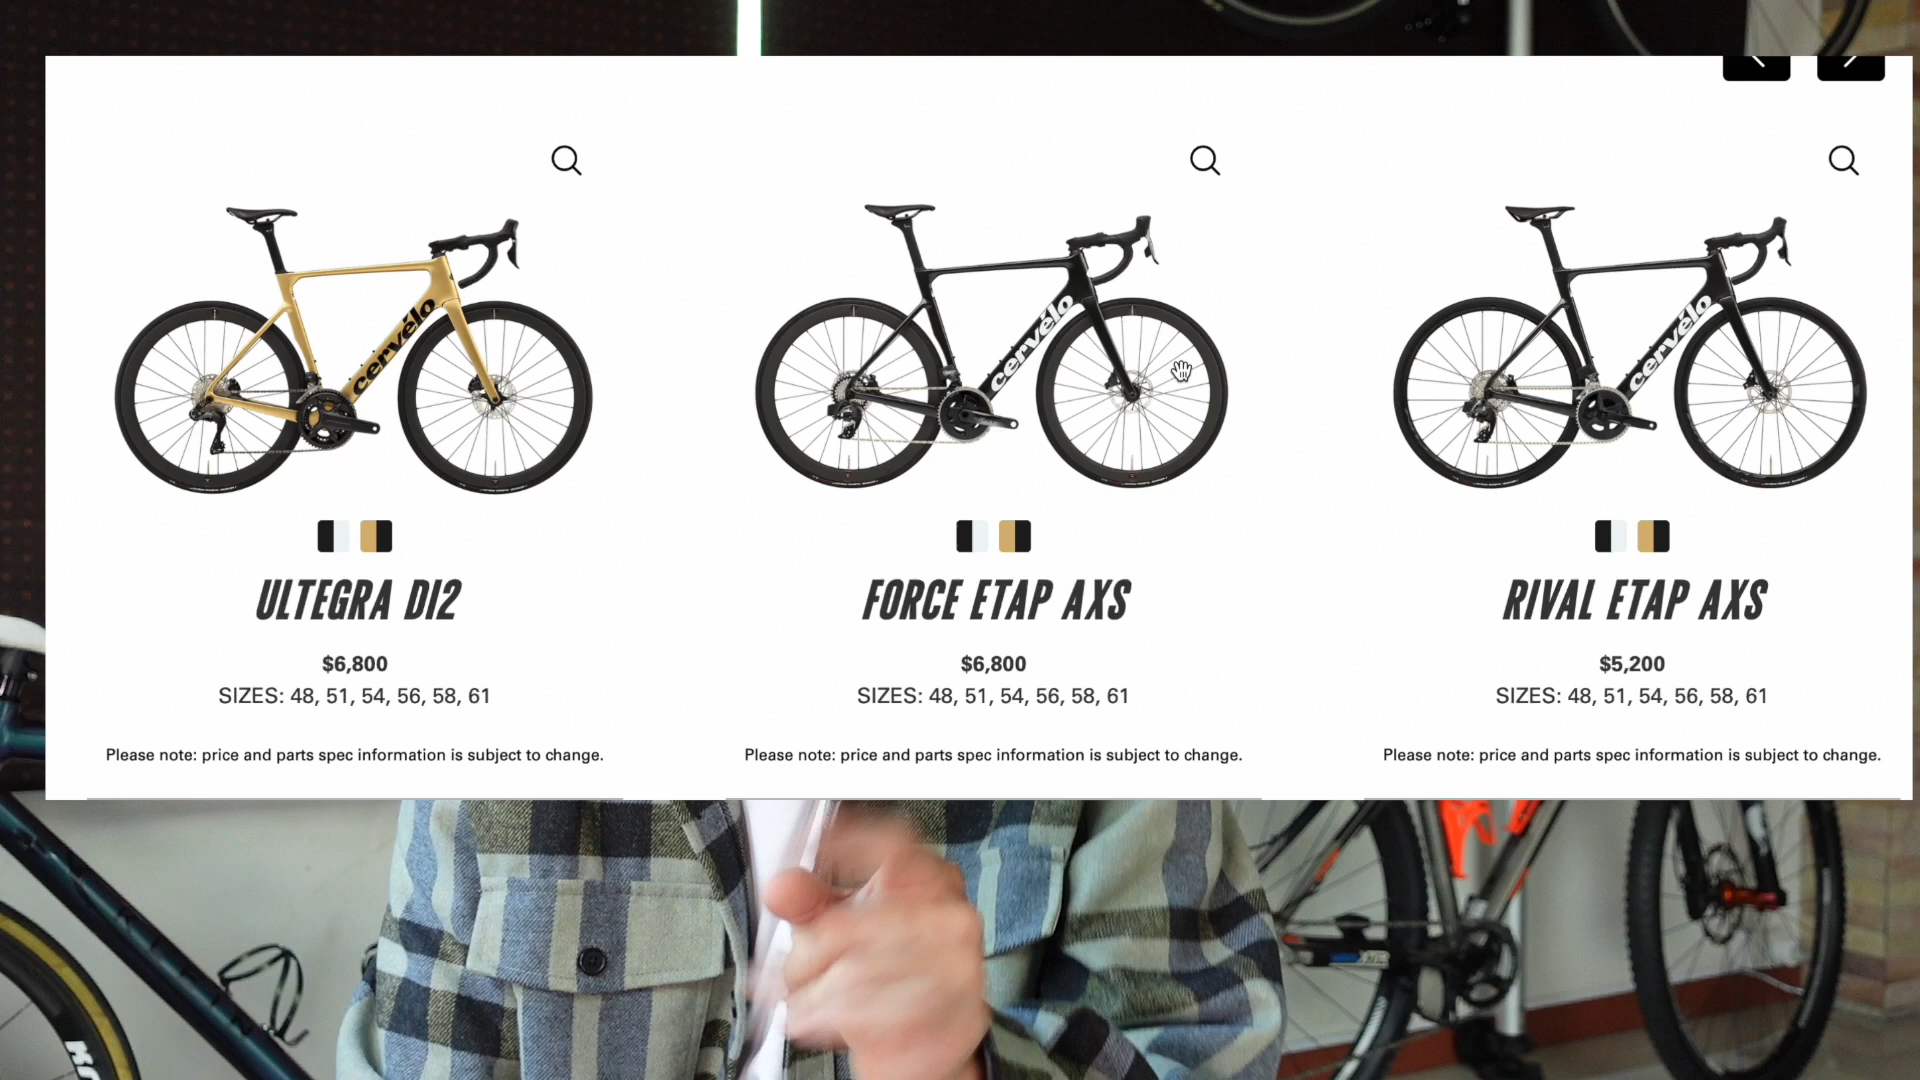 cervélo
cervélo
cervélo
ULTEGRA DI2
$6,800
SIZES: 48, 51, 54, 56, 58, 61
Please note: price and parts spec information is subject to change.
FORCE ETAP AXS
$6,800
SIZES: 48, 51, 54, 56, 58, 61
Please note: price and parts spec information is subject to change.
RIVAL ETAP AXS
$5,200
SIZES: 48, 51, 54, 56, 58, 61
Please note: price and parts spec information is subject to change.